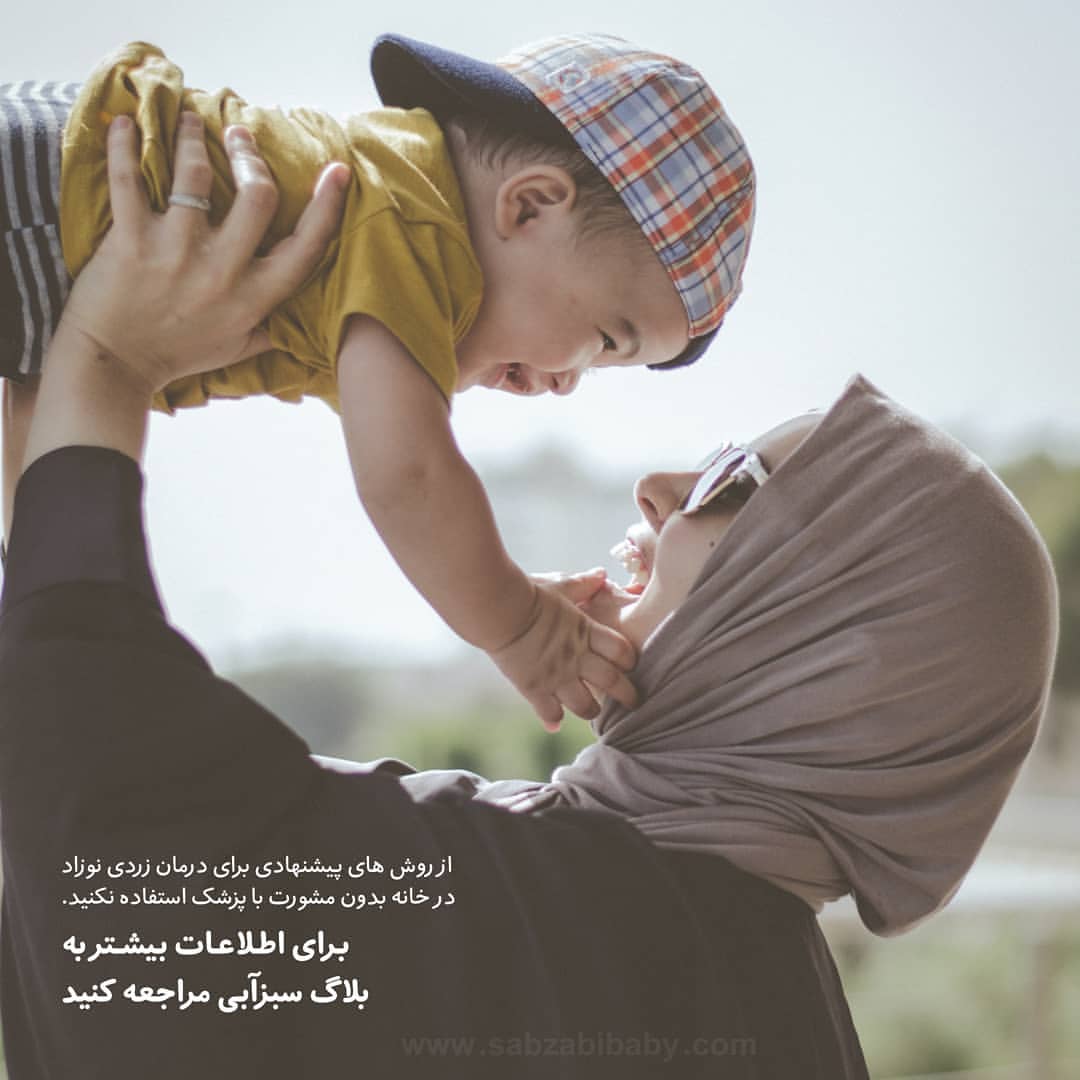 از روش های پیشنهادی برای درمان زردی نوزاد
در خانه بدون مشورت با پزشک استفاده نکنید.
برای اطلاعات بیشتر به
بلاگ سبزآبی مراجعه کنید
www.sabzabibaby.com